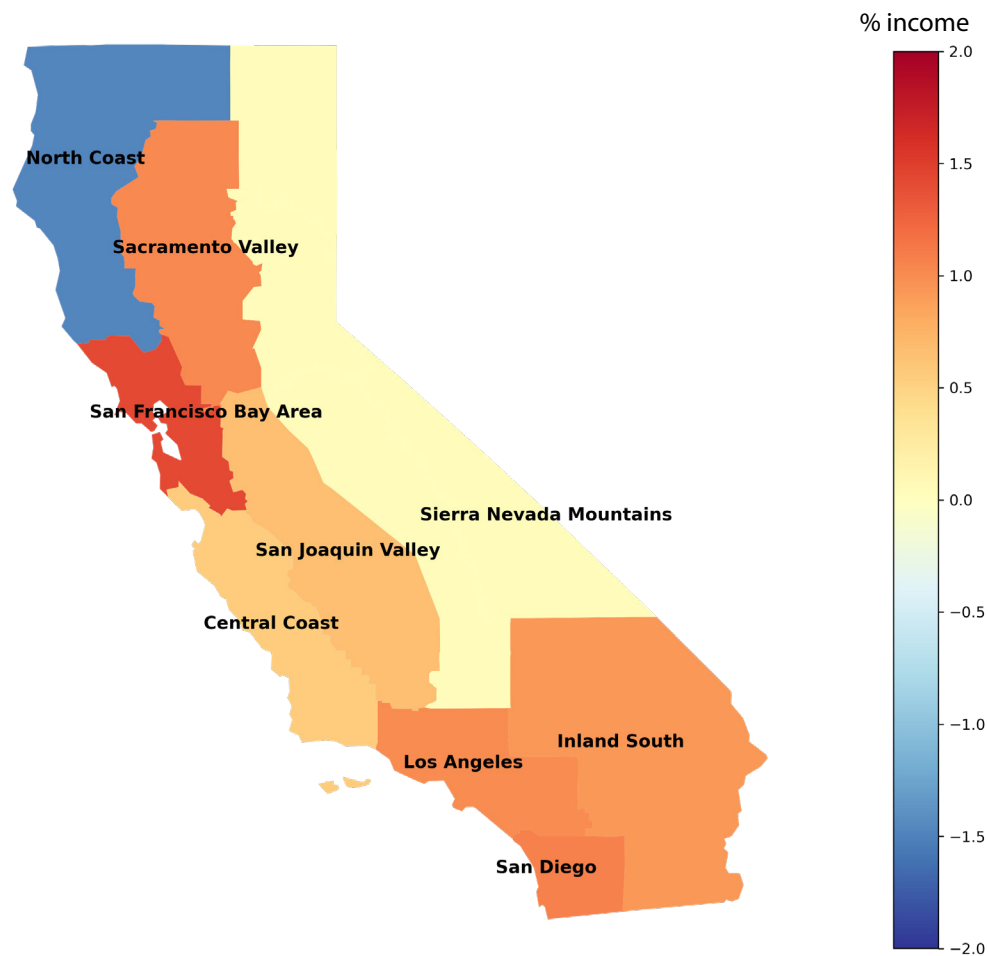 % income
2.0
1.5
1.0
0.5
0.0
−0.5
−1.0
−1.5
−2.0
North Coast
Sacramento Valley
San Francisco Bay Area
Sierra Nevada Mountains
San Joaquin Valley
Central Coast
Inland South
Los Angeles
San Diego